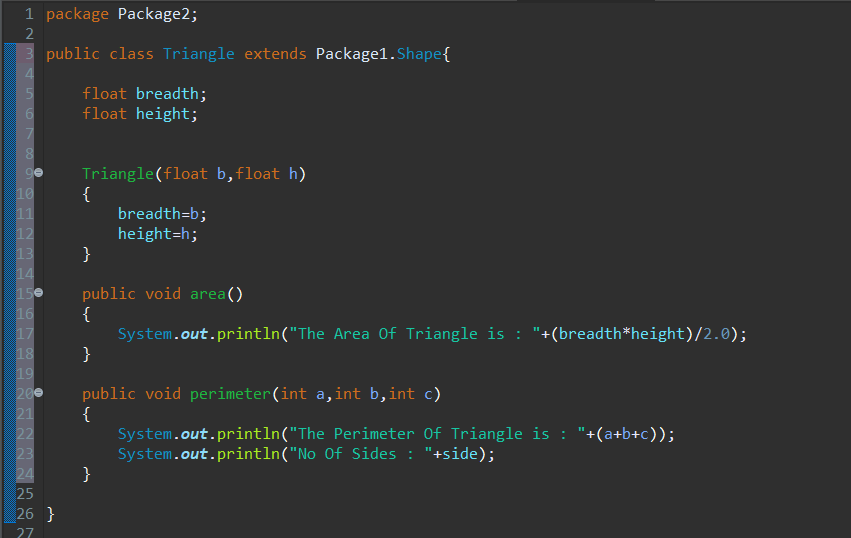 1 package Package2;
2
3 public class Triangle extends Package1.Shape{
4
5     float breadth;
6     float height;
7
8
9     Triangle(float b,float h)
10     {
11         breadth=b;
12         height=h;
13     }
14
15     public void area()
16     {
17         System.out.println("The Area Of Triangle is : "+(breadth*height)/2.0);
18     }
19
20     public void perimeter(int a,int b,int c)
21     {
22         System.out.println("The Perimeter Of Triangle is : "+(a+b+c));
23         System.out.println("No Of Sides : "+side);
24     }
25
26 }
27